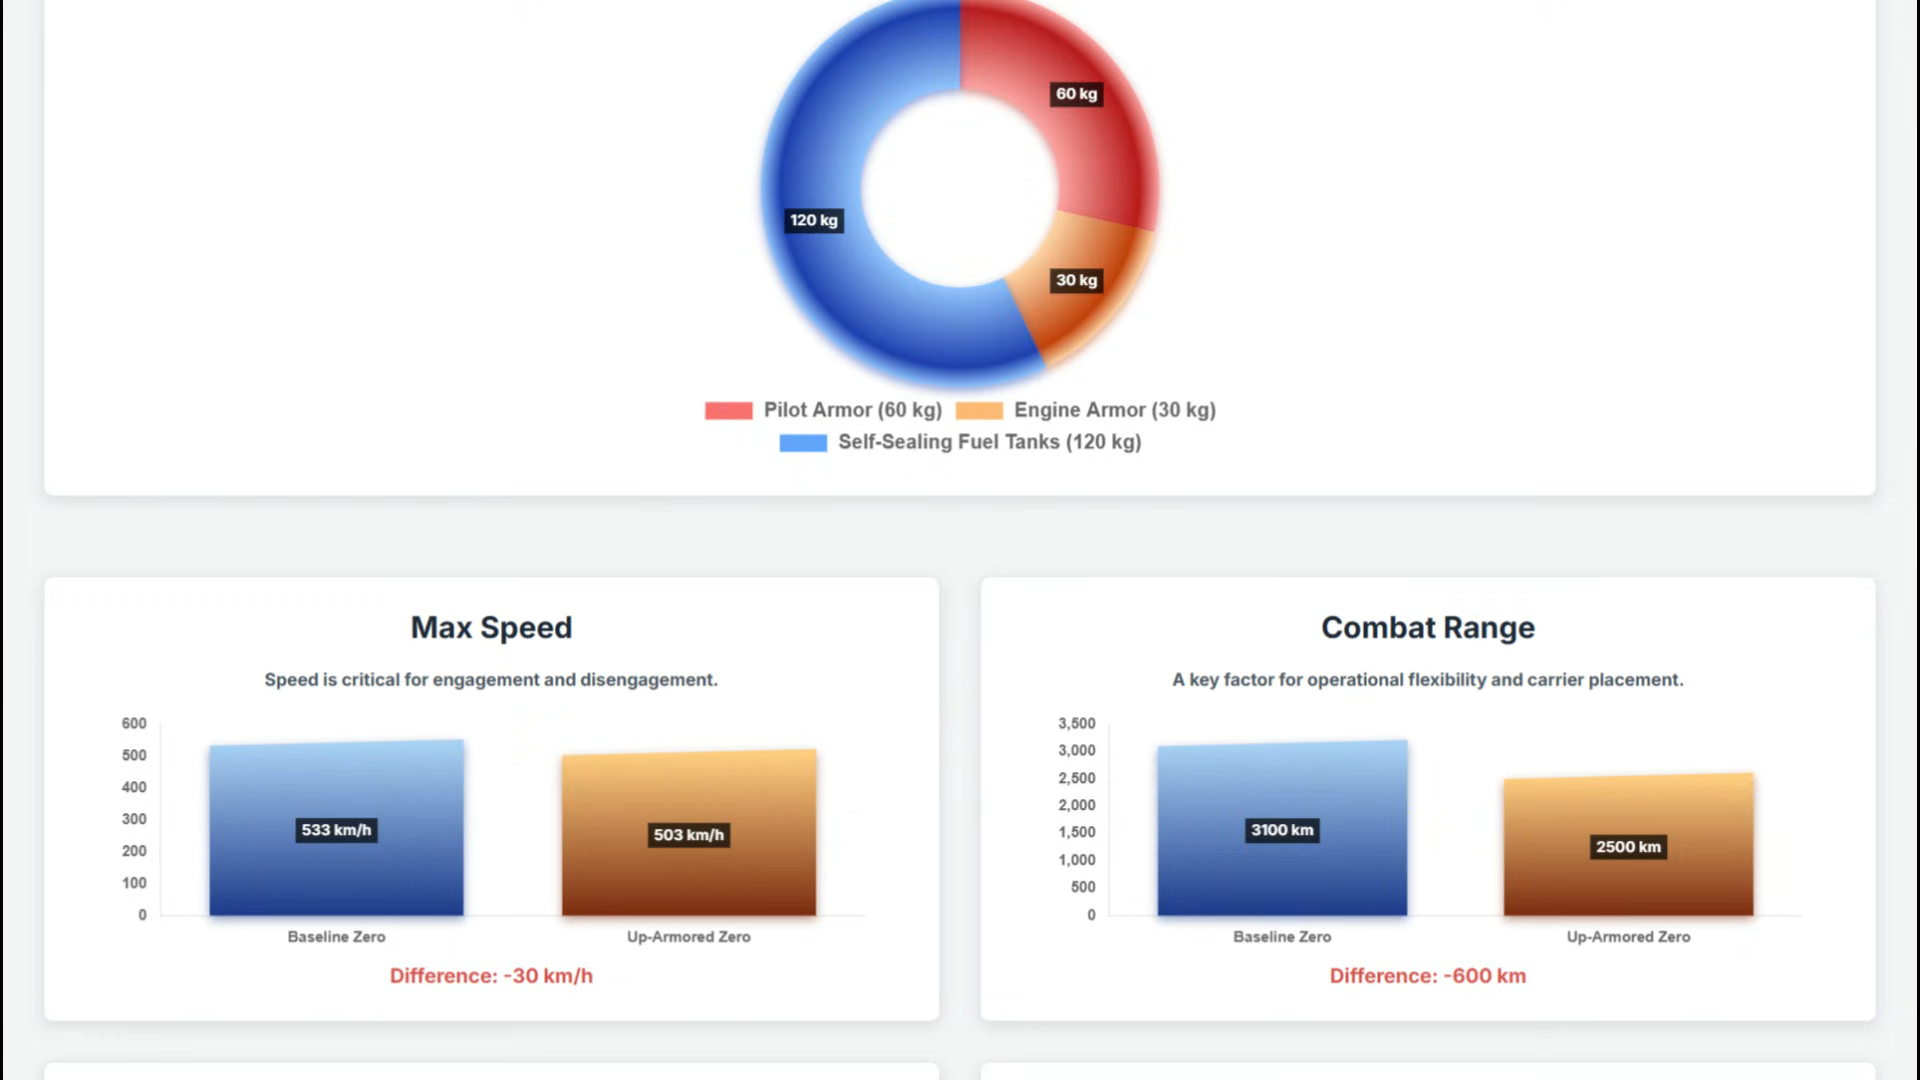 60 kg
120 kg
30 kg
Pilot Armor (60 kg) Engine Armor (30 kg)
Self-Sealing Fuel Tanks (120 kg)
Max Speed
Speed is critical for engagement and disengagement.
600
500
400
300
200
100
0
533 km/h
503 km/h
Baseline Zero
Up-Armored Zero
Difference: -30 km/h
Combat Range
A key factor for operational flexibility and carrier placement.
3,500
3,000
2,500
2,000
1,500
1,000
500
0
3100 km
2500 km
Baseline Zero
Up-Armored Zero
Difference: -600 km